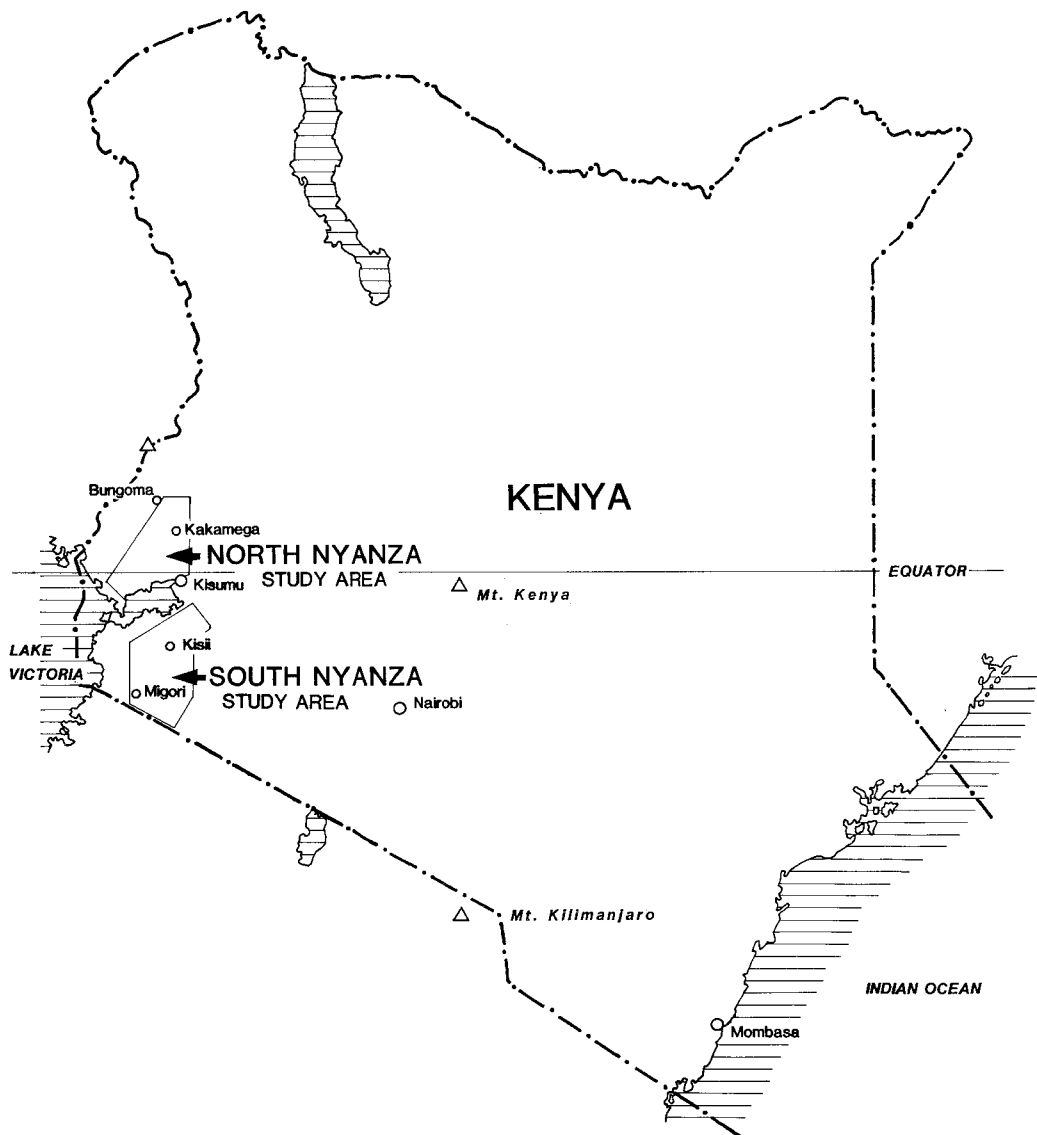 KENYA
Bungoma
Kakamega
NORTH NYANZA
STUDY AREA
EQUATOR
Kisumu
Mt. Kenya
LAKE
VICTORIA
Kisii
SOUTH NYANZA
STUDY AREA
Migori
Nairobi
Mt. Kilimanjaro
INDIAN OCEAN
Mombasa